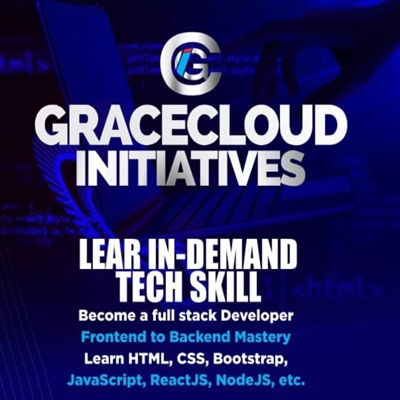 GRACECLOUD
INITIATIVES
LEAR IN-DEMAND
TECH SKILL
Become a full stack Developer
Frontend to Backend Mastery
Learn HTML, CSS, Bootstrap,
JavaScript, ReactJS, NodeJS, etc.